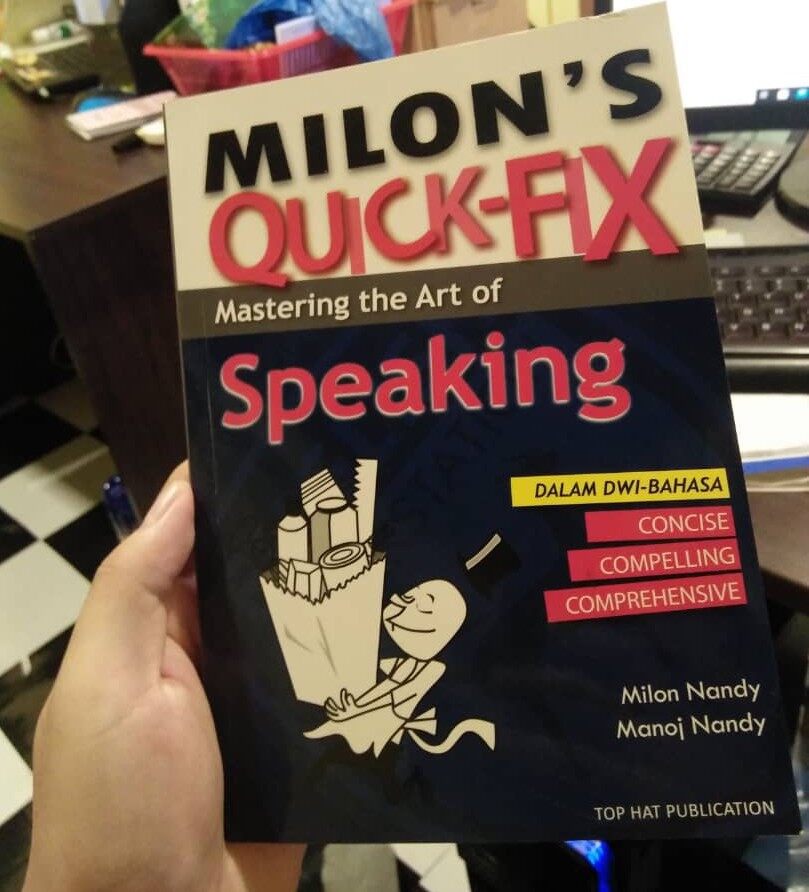 MILON'S
QUICK-FIX
Mastering the Art of
Speaking
DALAM DWI-BAHASA
CONCISE
COMPELLING
COMPREHENSIVE
Milon Nandy
Manoj Nandy
TOP HAT PUBLICATION